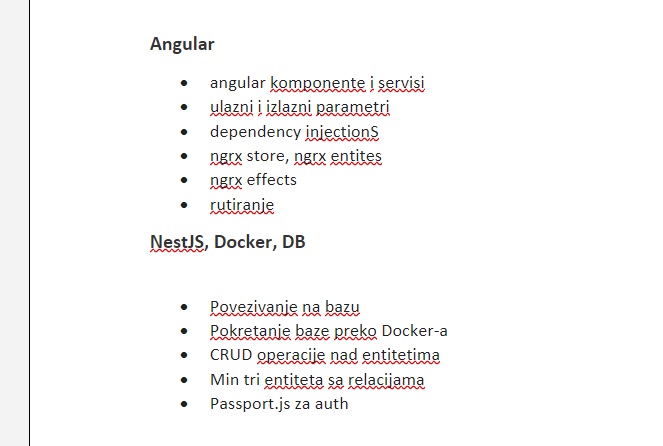 Angular
angular komponente i servisi
ulazni i izlazni parametri
dependency injectionS
ngrx store, ngrx entites
ngrx effects
rutiranje
NestJS, Docker, DB
Povezivanje na bazu
Pokretanje baze preko Docker-a
CRUD operacije nad entitetima
Min tri entiteta sa relacijama
Passport.js za auth